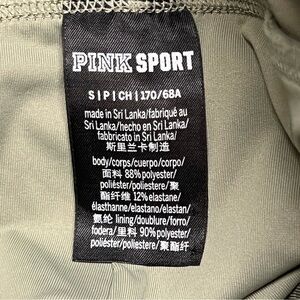 PINK SPORT
S|P|CH|170/68A
made in Sri Lanka/fabriqué au
Sri Lanka/hecho en Sri Lanka/
fabbricato in Sri Lanka/
斯里兰卡制造
body/corps/cuerpo/corpo/
面料 88% polyester/
poliéster/poliestere/聚
酯纤维 12% elastane/
élasthanne/elastano/elastan/
氨纶 lining/doublure/forro/
fodera/里料 90% polyester/
poliéster/poliestere/聚酯纤